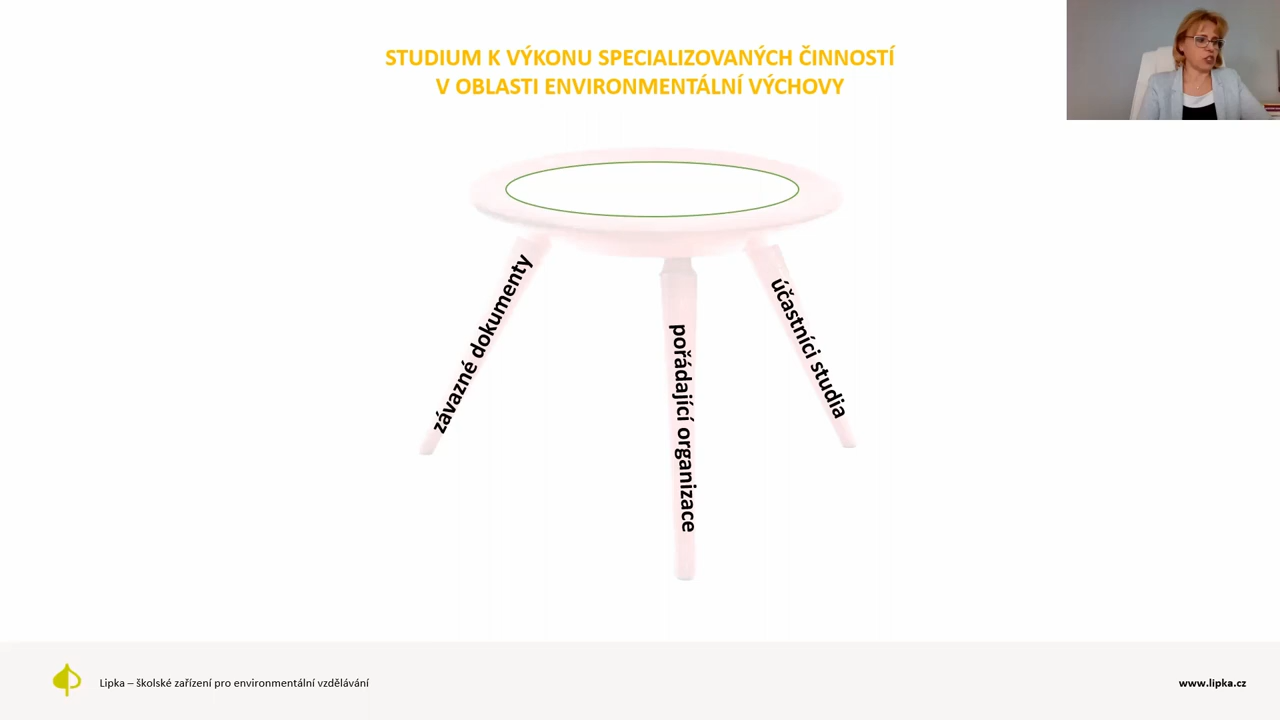 STUDIUM K VÝKONU SPECIALIZOVANÝCH ČINNOSTÍ
V OBLASTI ENVIRONMENTÁLNÍ VÝCHOVY
závazné dokumenty
pořádající organizace
účastníci studia
Lipka – školské zařízení pro environmentální vzdělávání
www.lipka.cz